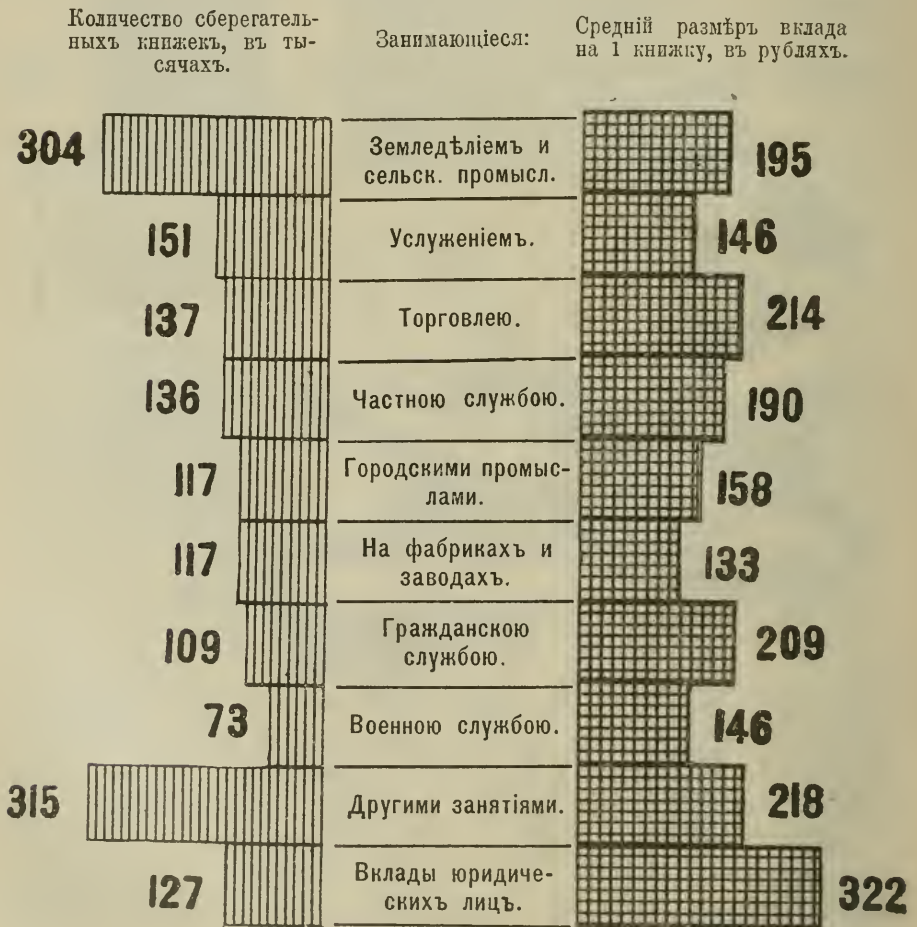 Количество сберегатель-
ныхъ книжекъ, въ ты-
сячахъ.
Занимающіеся:
Средній размѣръ вклада
на 1 книжку, въ рубляхъ.
304
Земледѣліемъ и
сельск. промысл.
195
151
Услуженіемъ.
146
137
Торговлею.
214
136
Частною службою.
190
117
Городскими промыс-
лами.
158
117
На фабрикахъ и
заводахъ.
133
109
Гражданскою
службою.
209
73
Военною службою.
146
315
Другими занятіями.
218
127
Вклады юридиче-
скихъ лицъ.
322